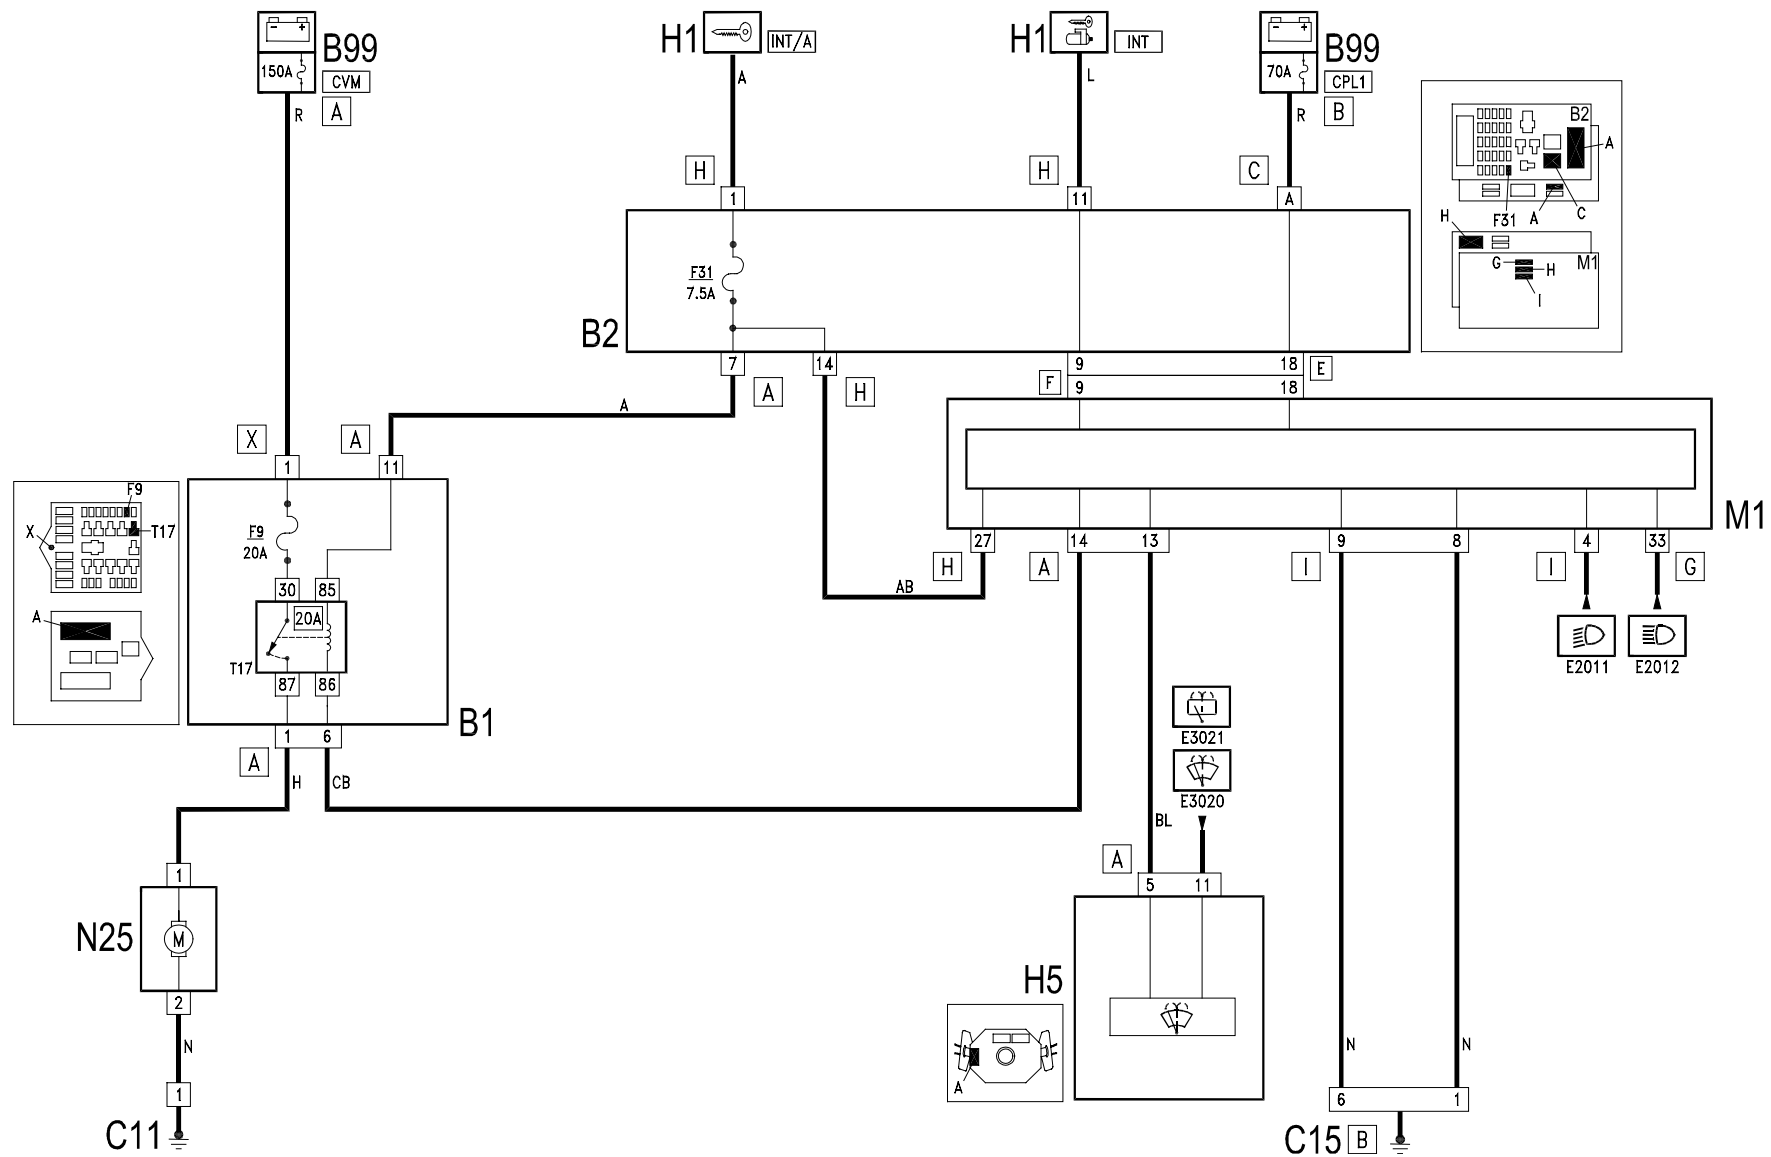 B99
150A
CVM
A
R
H1
INT/A
A
H1
INT
L
B99
70A
CPL1
B
R
H
1
H
11
C
A
B2
A
F31
A
C
H
M1
G
H
I
F31
7.5A
B2
7
A
14
H
9
18
E
F
9
18
A
X
1
A
11
F9
X
T17
A
F9
20A
30
85
20A
T17
87
86
B1
1
6
A
H
CB
M1
27
14
13
9
8
4
33
H
A
I
I
G
AB
E2011
E2012
E3021
E3020
BL
A
5
11
1
N25
M
2
N
1
C11
H5
A
N
N
6
1
C15
B